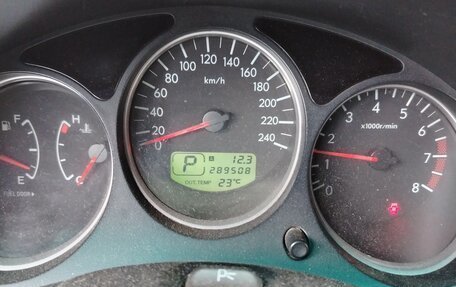 F
E
FUEL DOOR
H
C
0 20 40 60 80 100 120 140 160 180 200 220 240
km/h
P B 12.3
289508
OUT.TEMP 23°C
0 1 2 3 4 5 6 7 8
x1000r/min